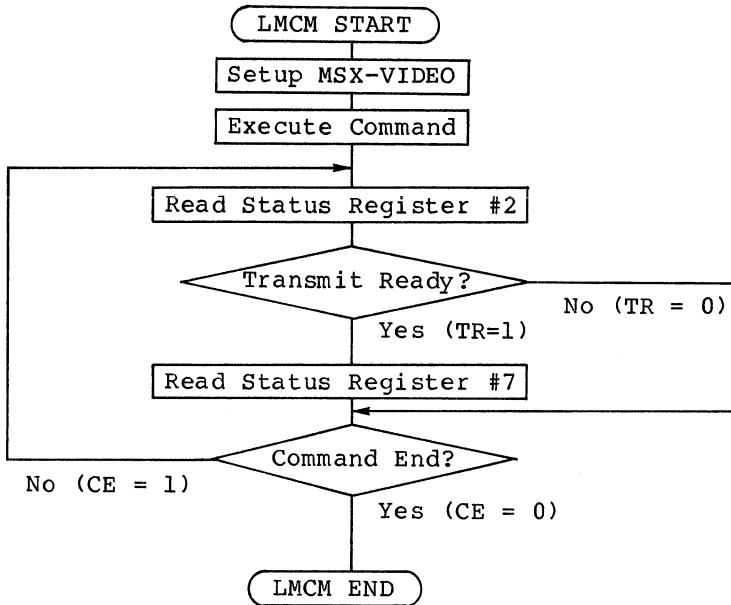 LMCM START
Setup MSX-VIDEO
Execute Command
Read Status Register #2
Transmit Ready?
No (TR = 0)
Yes (TR=1)
Read Status Register #7
Command End?
No (CE = 1)
Yes (CE = 0)
LMCM END